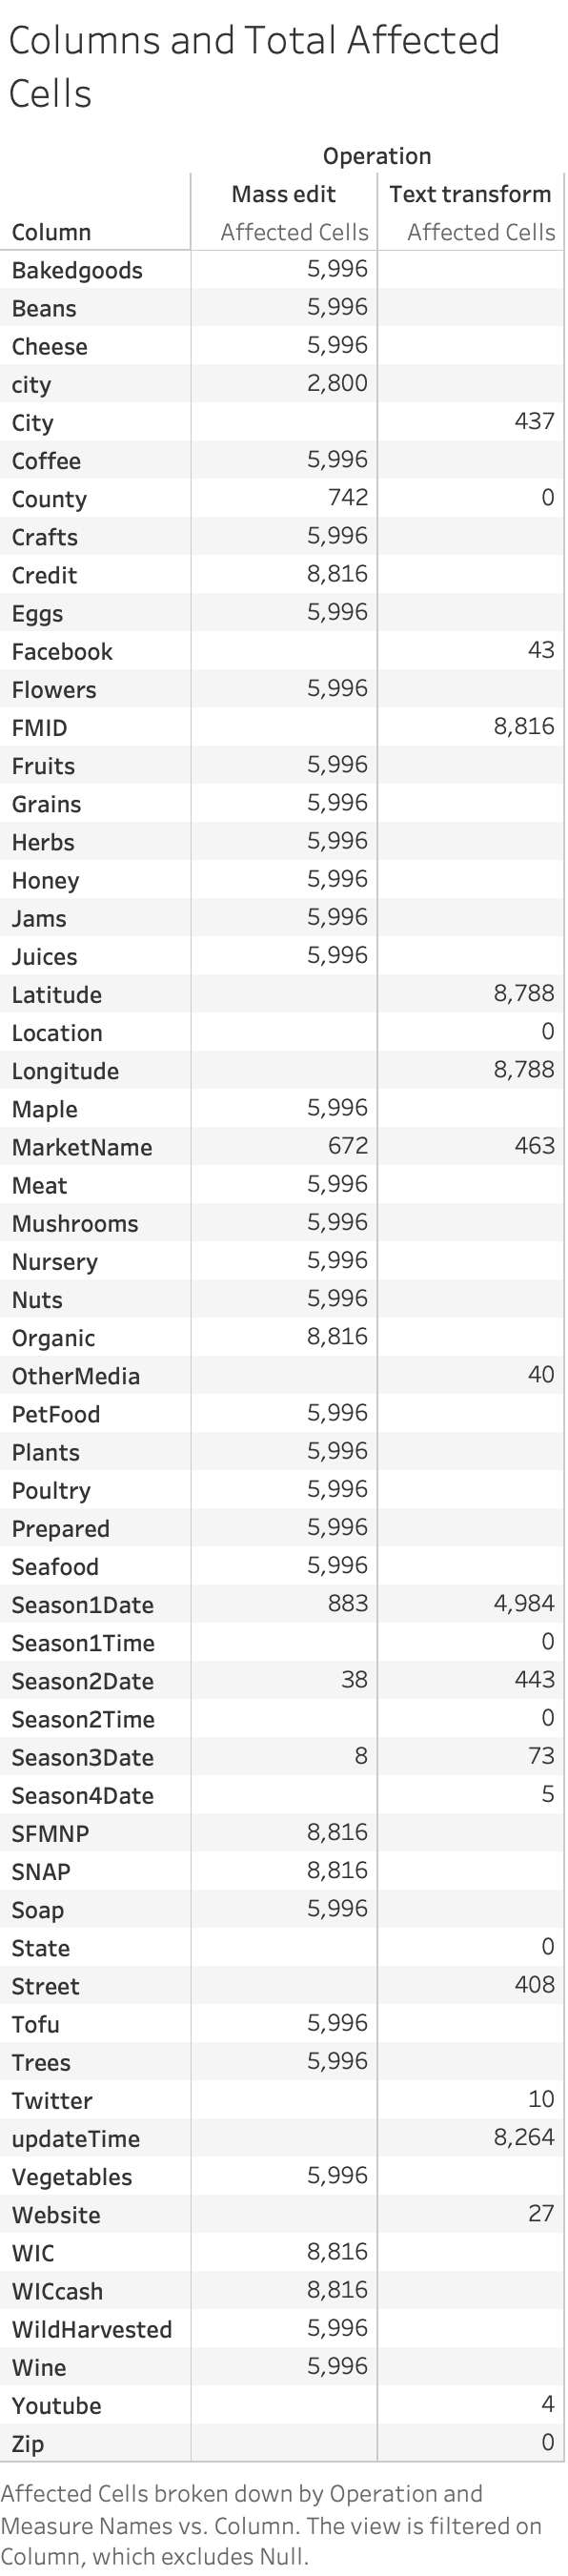 Columns and Total Affected
Cells
Operation
Mass edit Text transform
Column Affected Cells Affected Cells
Bakedgoods 5,996
Beans 5,996
Cheese 5,996
city 2,800
City 437
Coffee 5,996
County 742 0
Crafts 5,996
Credit 8,816
Eggs 5,996
Facebook 43
Flowers 5,996
FMID 8,816
Fruits 5,996
Grains 5,996
Herbs 5,996
Honey 5,996
Jams 5,996
Juices 5,996
Latitude 8,788
Location 0
Longitude 8,788
Maple 5,996
MarketName 672 463
Meat 5,996
Mushrooms 5,996
Nursery 5,996
Nuts 5,996
Organic 8,816
OtherMedia 40
PetFood 5,996
Plants 5,996
Poultry 5,996
Prepared 5,996
Seafood 5,996
Season1Date 883 4,984
Season1Time 0
Season2Date 38 443
Season2Time 0
Season3Date 8 73
Season4Date 5
SFMNP 8,816
SNAP 8,816
Soap 5,996
State 0
Street 408
Tofu 5,996
Trees 5,996
Twitter 10
updateTime 8,264
Vegetables 5,996
Website 27
WIC 8,816
WICcash 8,816
WildHarvested 5,996
Wine 5,996
Youtube 4
Zip 0
Affected Cells broken down by Operation and
Measure Names vs. Column. The view is filtered on
Column, which excludes Null.